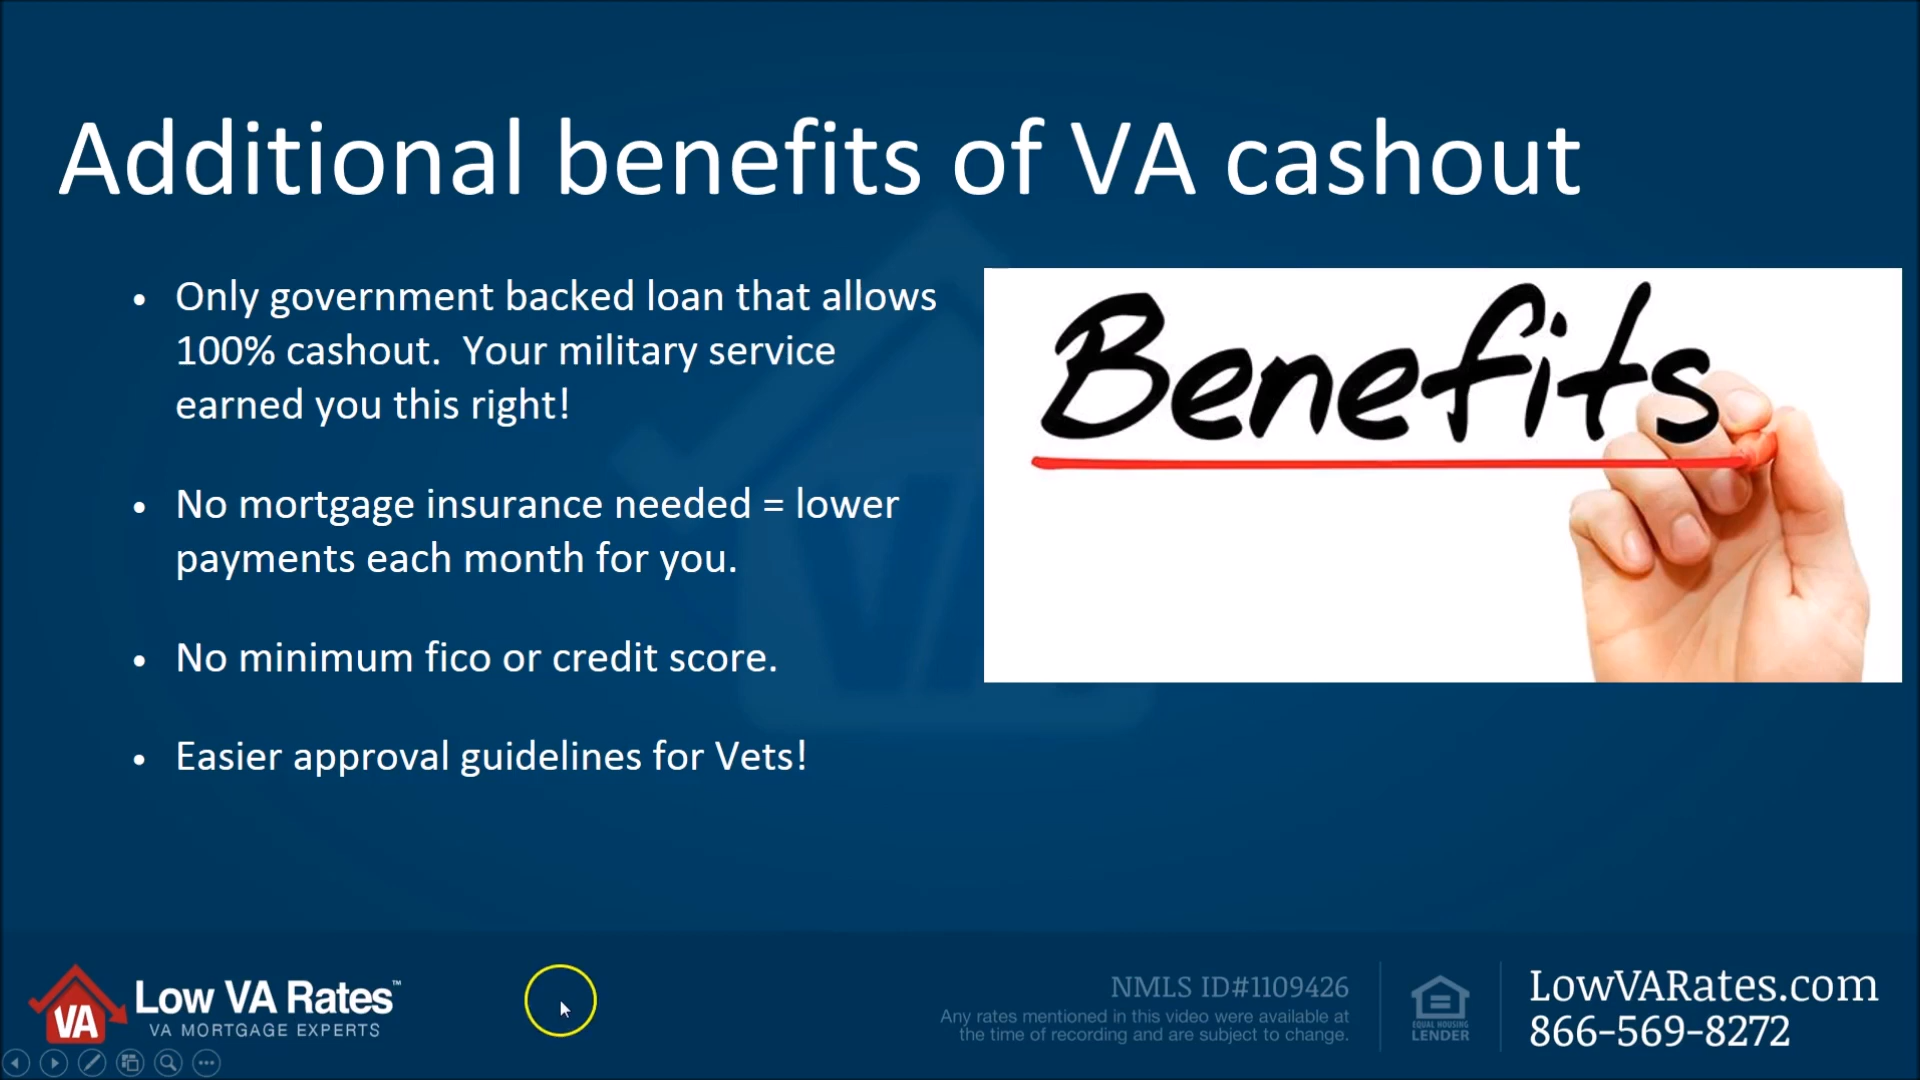 Additional benefits of VA cashout
• Only government backed loan that allows
100% cashout.  Your military service
earned you this right!
• No mortgage insurance needed = lower
payments each month for you.
• No minimum fico or credit score.
• Easier approval guidelines for Vets!
Benefits
VA
VA
Low VA Rates™
VA MORTGAGE EXPERTS
NMLS ID#1109426
Any rates mentioned in this video were available at
the time of recording and are subject to change.
EQUAL HOUSING
LENDER
LowVARates.com
866-569-8272